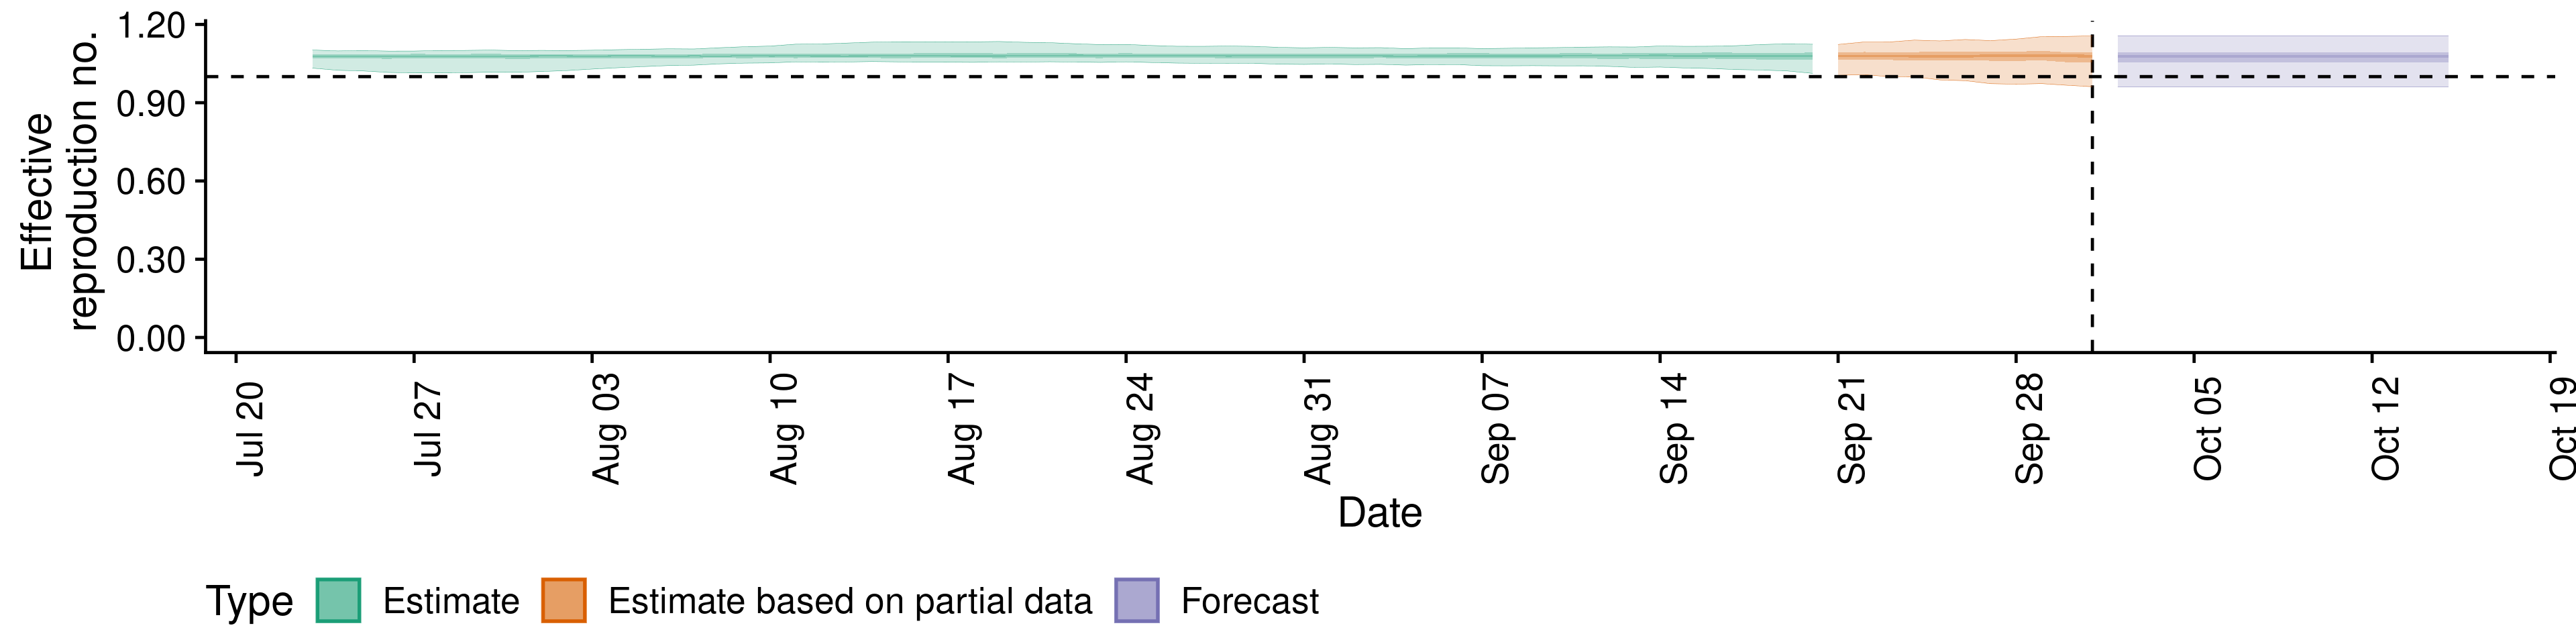 Effective
reproduction no.
1.20
0.90
0.60
0.30
0.00
Jul 20
Jul 27
Aug 03
Aug 10
Aug 17
Aug 24
Aug 31
Sep 07
Sep 14
Sep 21
Sep 28
Oct 05
Oct 12
Oct 19
Date
Type Estimate Estimate based on partial data Forecast